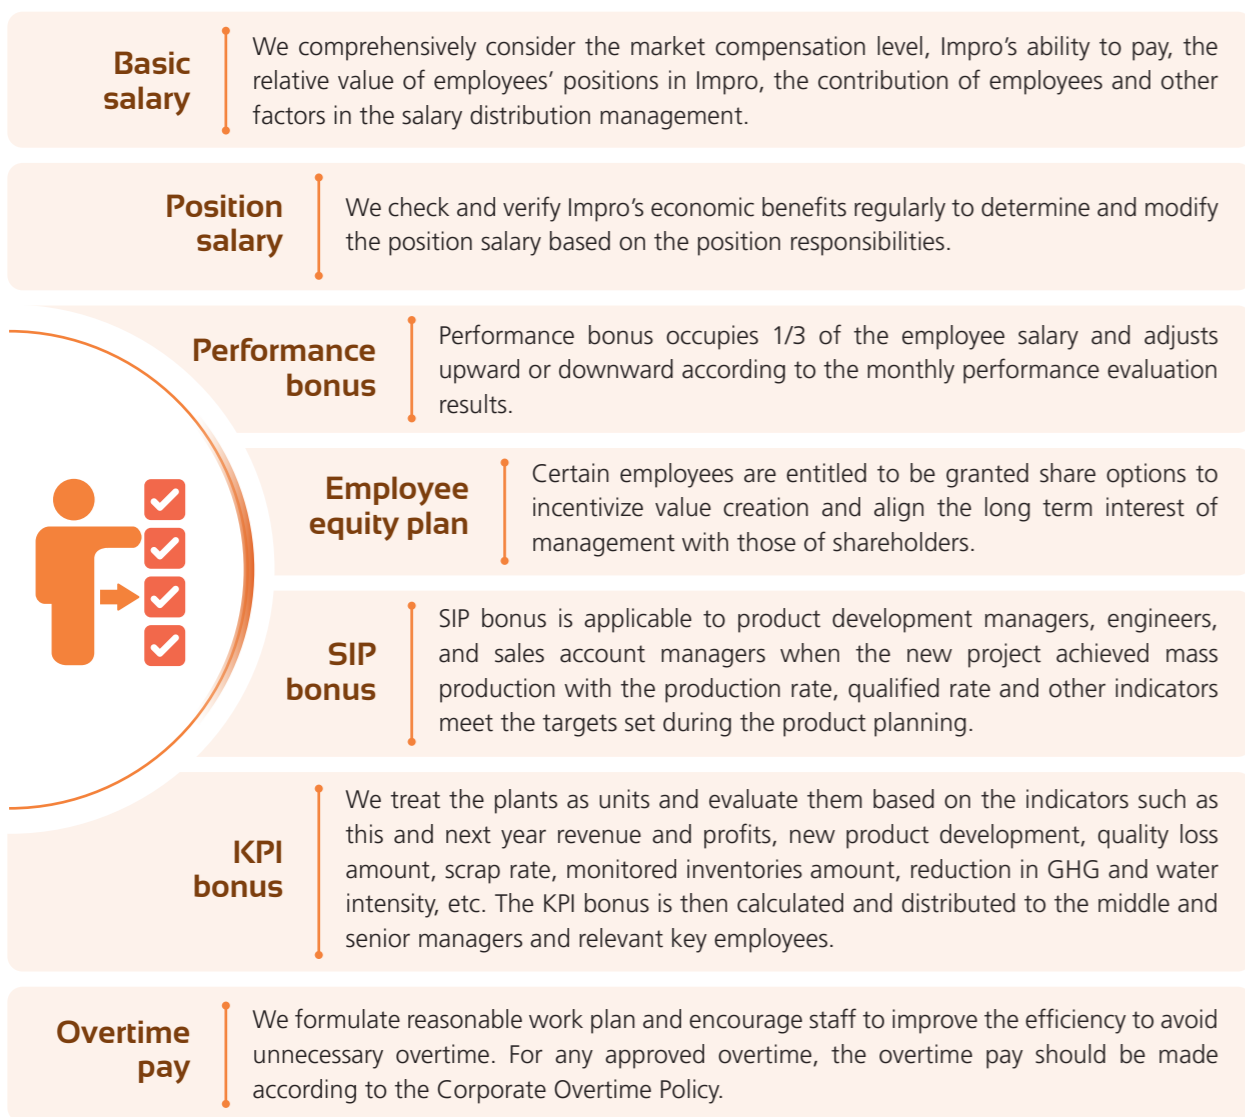 Basic
salary
We comprehensively consider the market compensation level, Impro’s ability to pay, the
relative value of employees’ positions in Impro, the contribution of employees and other
factors in the salary distribution management.
Position
salary
We check and verify Impro’s economic benefits regularly to determine and modify
the position salary based on the position responsibilities.
Performance
bonus
Performance bonus occupies 1/3 of the employee salary and adjusts
upward or downward according to the monthly performance evaluation
results.
Employee
equity plan
Certain employees are entitled to be granted share options to
incentivize value creation and align the long term interest of
management with those of shareholders.
SIP
bonus
SIP bonus is applicable to product development managers, engineers,
and sales account managers when the new project achieved mass
production with the production rate, qualified rate and other indicators
meet the targets set during the product planning.
KPI
bonus
We treat the plants as units and evaluate them based on the indicators such as
this and next year revenue and profits, new product development, quality loss
amount, scrap rate, monitored inventories amount, reduction in GHG and water
intensity, etc. The KPI bonus is then calculated and distributed to the middle and
senior managers and relevant key employees.
Overtime
pay
We formulate reasonable work plan and encourage staff to improve the efficiency to avoid
unnecessary overtime. For any approved overtime, the overtime pay should be made
according to the Corporate Overtime Policy.